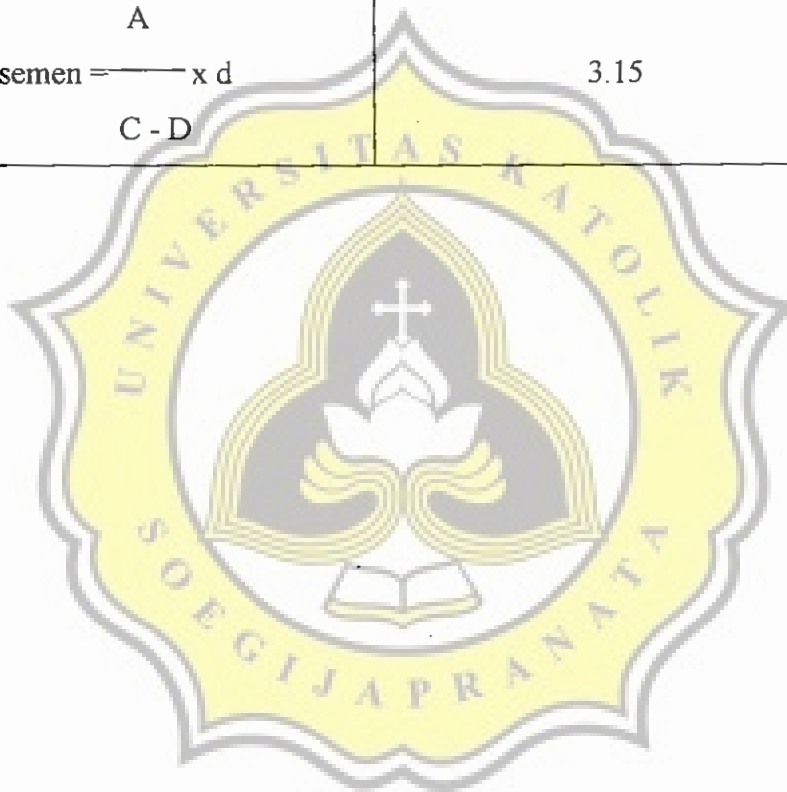 A
semen = x d
3.15
C - D
UNIVERSITAS KATOLIK
SOEGIJAPRANATA